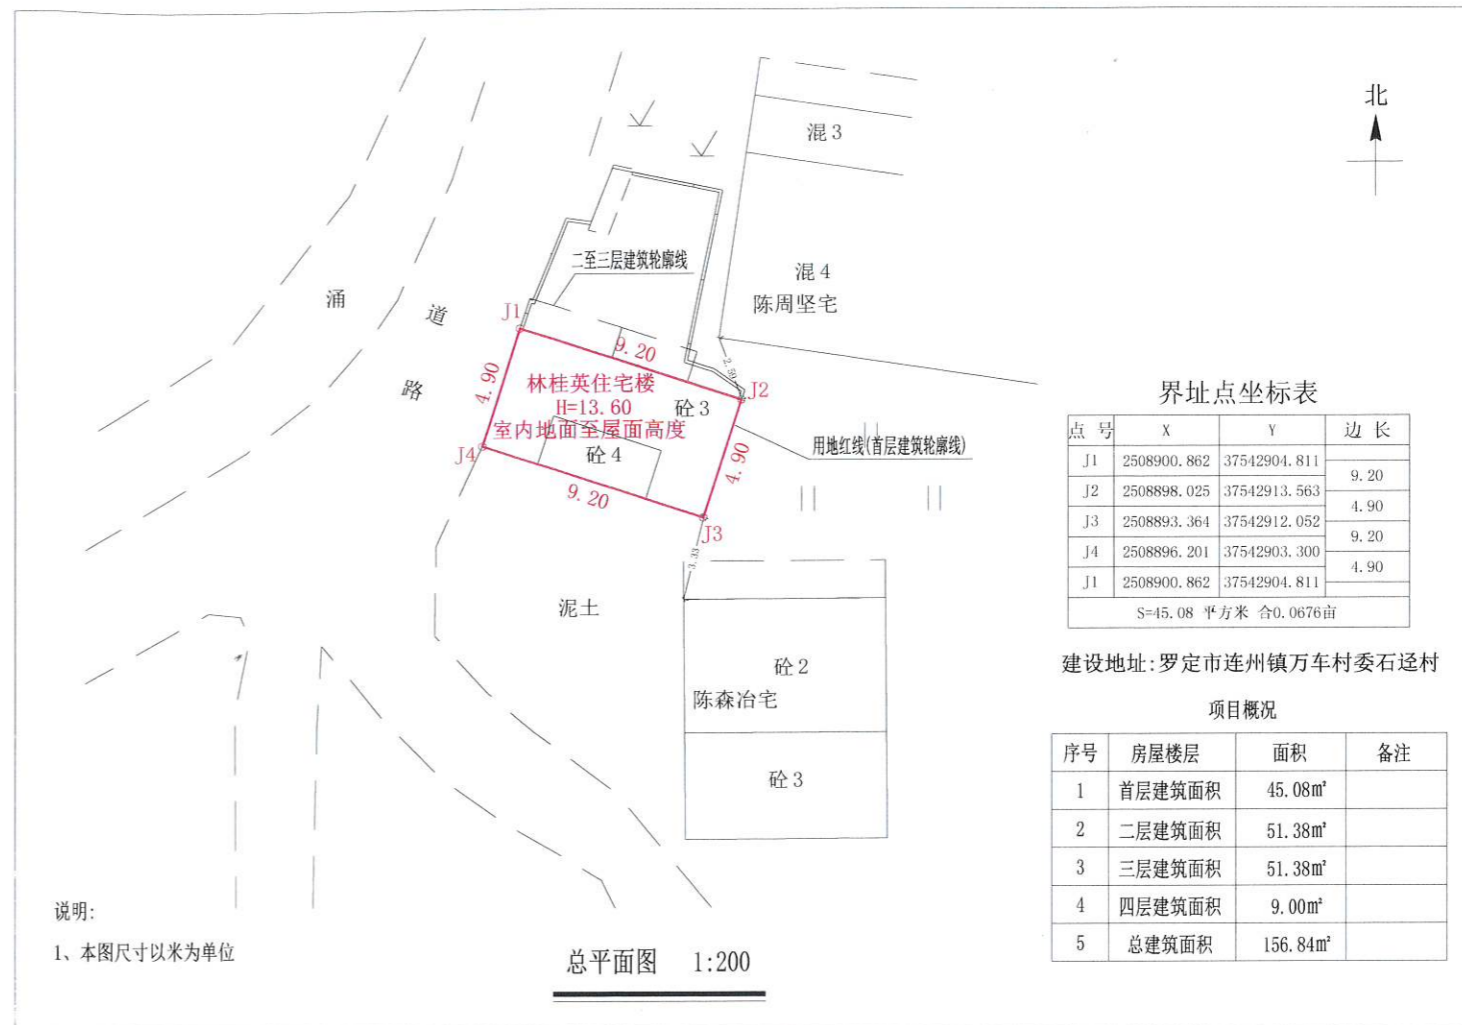 北
混3
二至三层建筑轮廓线
混4
陈周坚宅
涌
道
路
J1
9.20
2.50
J2
4.90
林桂英住宅楼
H=13.60
砼3
室内地面至屋面高度
砼4
J4
用地红线(首层建筑轮廓线)
4.90
9.20
J3
3.33
泥土
砼2
陈森冶宅
砼3
界址点坐标表
点 号 X Y 边 长
J1 2508900.862 37542904.811
9.20
J2 2508898.025 37542913.563
4.90
J3 2508893.364 37542912.052
9.20
J4 2508896.201 37542903.300
4.90
J1 2508900.862 37542904.811
S=45.08 平方米 合0.0676亩
建设地址:罗定市连州镇万车村委石迳村
项目概况
序号 房屋楼层 面积 备注
1 首层建筑面积 45.08㎡
2 二层建筑面积 51.38㎡
3 三层建筑面积 51.38㎡
4 四层建筑面积 9.00㎡
5 总建筑面积 156.84㎡
说明:
1、本图尺寸以米为单位
总平面图 1:200